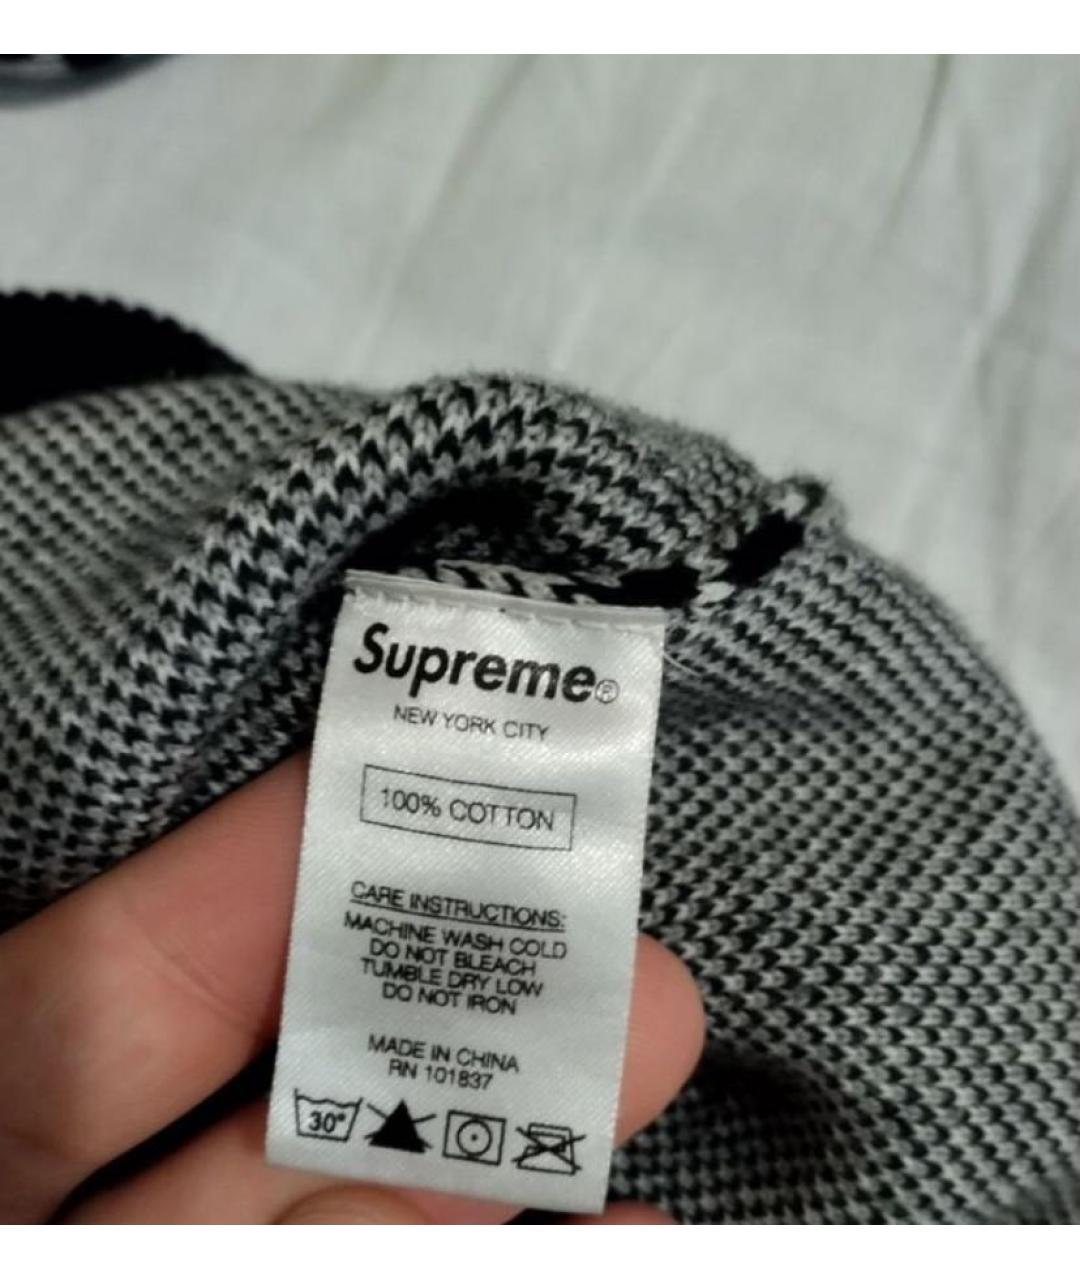 Supreme®
NEW YORK CITY
100% COTTON
CARE INSTRUCTIONS:
MACHINE WASH COLD
DO NOT BLEACH
TUMBLE DRY LOW
DO NOT IRON
MADE IN CHINA
RN 101837
30°